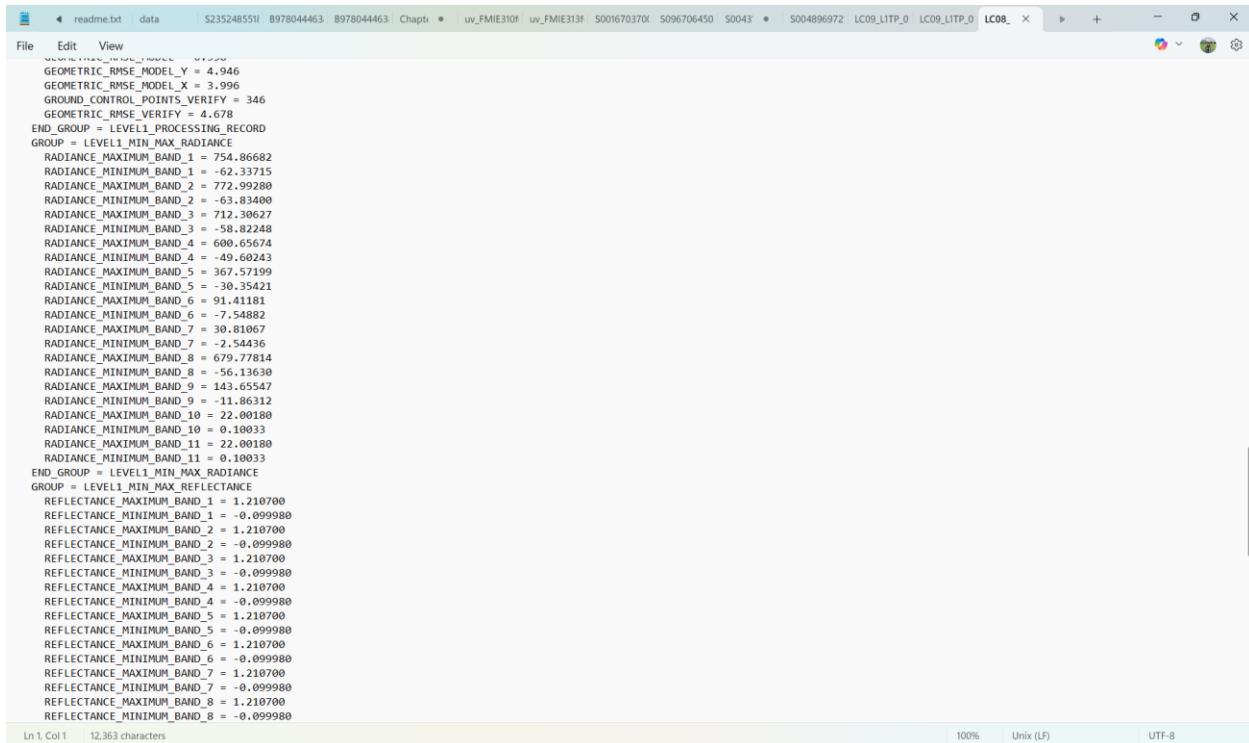 readme.txt data S235248551( B978044463 B978044463 Chapt uv_FMIE310f uv_FMIE313f S001670370( S096706450 S0043 S004896972 LC09_L1TP_0 LC09_L1TP_0 LC08_
File Edit View
GEOMETRIC_RMSE_MODEL_Y = 4.946
GEOMETRIC_RMSE_MODEL_X = 3.996
GROUND_CONTROL_POINTS_VERIFY = 346
GEOMETRIC_RMSE_VERIFY = 4.678
END_GROUP = LEVEL1_PROCESSING_RECORD
GROUP = LEVEL1_MIN_MAX_RADIANCE
RADIANCE_MAXIMUM_BAND_1 = 754.86682
RADIANCE_MINIMUM_BAND_1 = -62.33715
RADIANCE_MAXIMUM_BAND_2 = 772.99280
RADIANCE_MINIMUM_BAND_2 = -63.83400
RADIANCE_MAXIMUM_BAND_3 = 712.30627
RADIANCE_MINIMUM_BAND_3 = -58.82248
RADIANCE_MAXIMUM_BAND_4 = 600.65674
RADIANCE_MINIMUM_BAND_4 = -49.60243
RADIANCE_MAXIMUM_BAND_5 = 367.57199
RADIANCE_MINIMUM_BAND_5 = -30.35421
RADIANCE_MAXIMUM_BAND_6 = 91.41181
RADIANCE_MINIMUM_BAND_6 = -7.54882
RADIANCE_MAXIMUM_BAND_7 = 30.81067
RADIANCE_MINIMUM_BAND_7 = -2.54436
RADIANCE_MAXIMUM_BAND_8 = 679.77814
RADIANCE_MINIMUM_BAND_8 = -56.13630
RADIANCE_MAXIMUM_BAND_9 = 143.65547
RADIANCE_MINIMUM_BAND_9 = -11.86312
RADIANCE_MAXIMUM_BAND_10 = 22.00180
RADIANCE_MINIMUM_BAND_10 = 0.10033
RADIANCE_MAXIMUM_BAND_11 = 22.00180
RADIANCE_MINIMUM_BAND_11 = 0.10033
END_GROUP = LEVEL1_MIN_MAX_RADIANCE
GROUP = LEVEL1_MIN_MAX_REFLECTANCE
REFLECTANCE_MAXIMUM_BAND_1 = 1.210700
REFLECTANCE_MINIMUM_BAND_1 = -0.099980
REFLECTANCE_MAXIMUM_BAND_2 = 1.210700
REFLECTANCE_MINIMUM_BAND_2 = -0.099980
REFLECTANCE_MAXIMUM_BAND_3 = 1.210700
REFLECTANCE_MINIMUM_BAND_3 = -0.099980
REFLECTANCE_MAXIMUM_BAND_4 = 1.210700
REFLECTANCE_MINIMUM_BAND_4 = -0.099980
REFLECTANCE_MAXIMUM_BAND_5 = 1.210700
REFLECTANCE_MINIMUM_BAND_5 = -0.099980
REFLECTANCE_MAXIMUM_BAND_6 = 1.210700
REFLECTANCE_MINIMUM_BAND_6 = -0.099980
REFLECTANCE_MAXIMUM_BAND_7 = 1.210700
REFLECTANCE_MINIMUM_BAND_7 = -0.099980
REFLECTANCE_MAXIMUM_BAND_8 = 1.210700
REFLECTANCE_MINIMUM_BAND_8 = -0.099980
Ln 1, Col 1 12,363 characters 100% Unix (LF) UTF-8